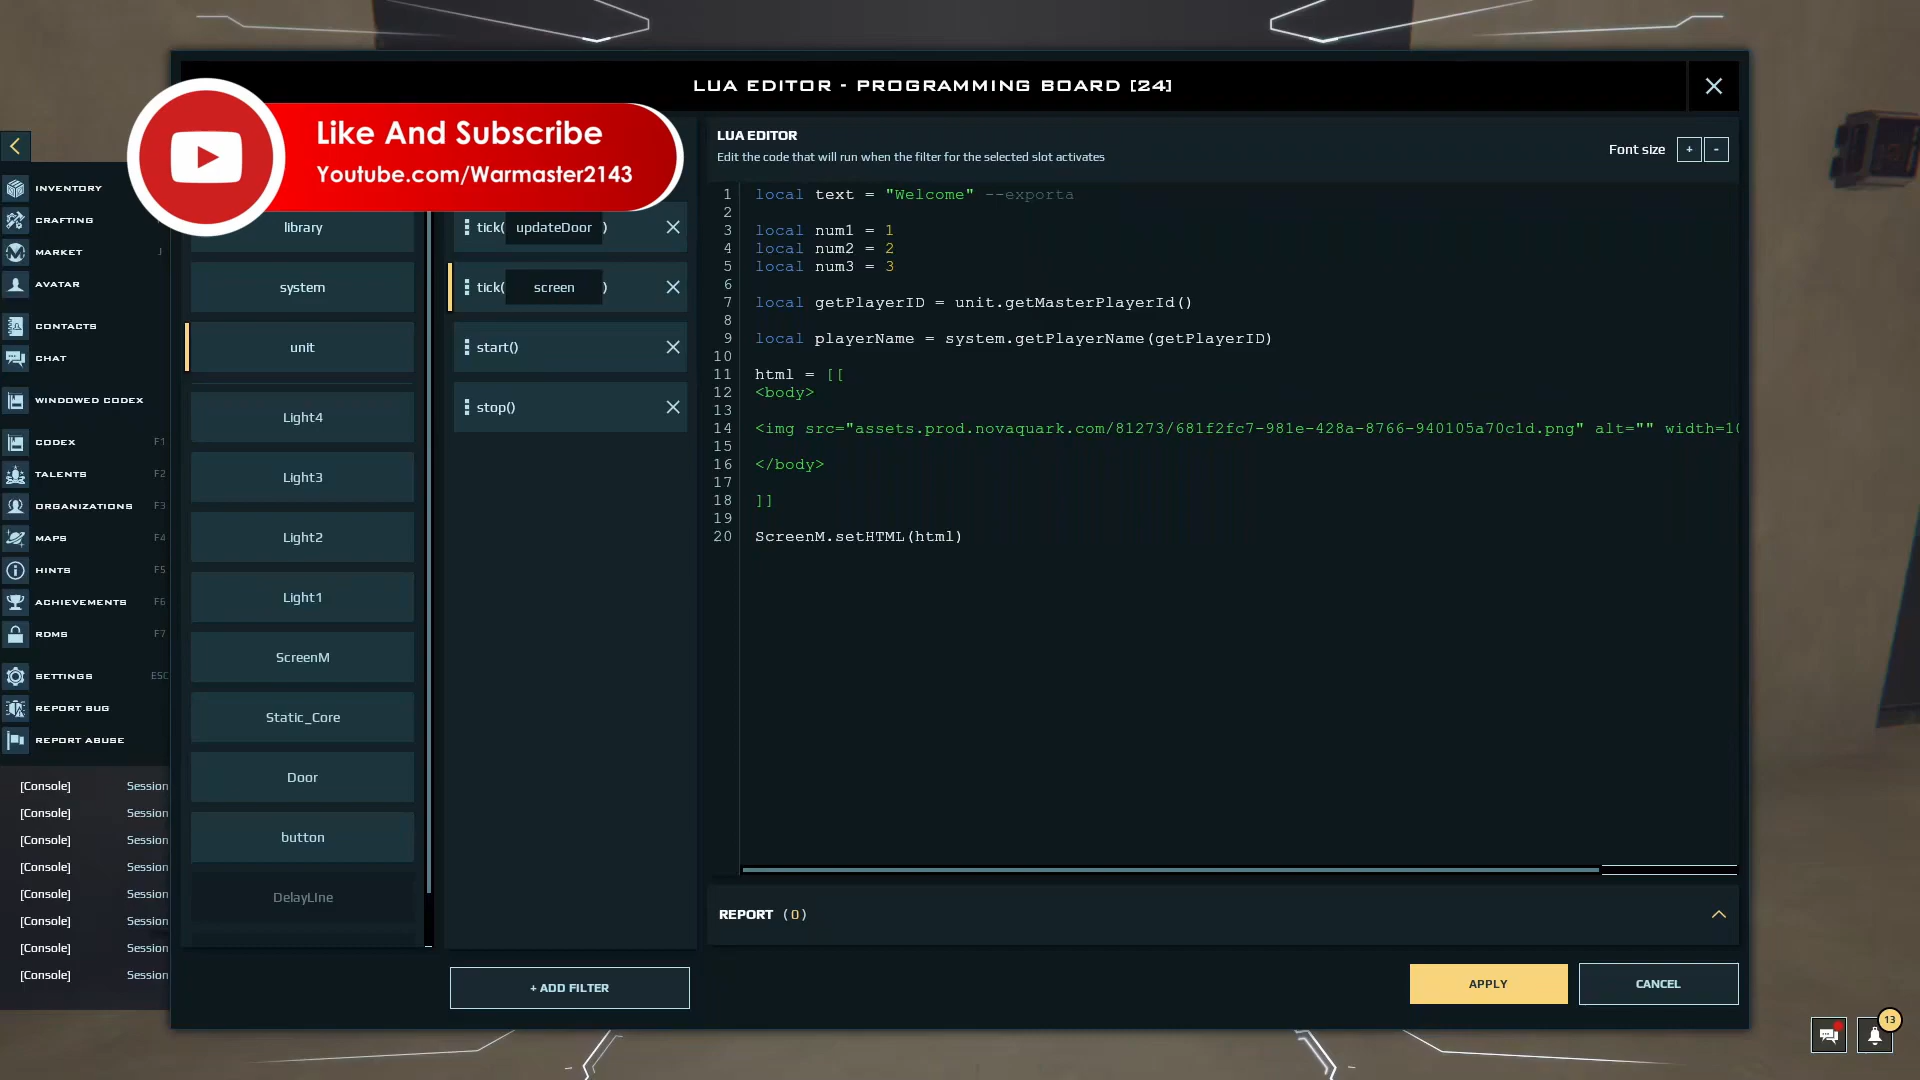 LUA EDITOR - PROGRAMMING BOARD [24]
Like And Subscribe
Youtube.com/Warmaster2143
INVENTORY
CRAFTING
MARKET J
AVATAR
CONTACTS
CHAT
WINDOWED CODEX
CODEX F1
TALENTS F2
ORGANIZATIONS F3
MAPS F4
HINTS F5
ACHIEVEMENTS F6
RDMS F7
SETTINGS ESC
REPORT BUG
REPORT ABUSE
[Console] Session
[Console] Session
[Console] Session
[Console] Session
[Console] Session
[Console] Session
[Console] Session
[Console] Session
library
system
unit
Light4
Light3
Light2
Light1
ScreenM
Static_Core
Door
button
DelayLIne
tick( updateDoor )
tick( screen )
start()
stop()
+ ADD FILTER
LUA EDITOR
Edit the code that will run when the filter for the selected slot activates
Font size + -
1 local text = "Welcome" --exporta
2
3 local num1 = 1
4 local num2 = 2
5 local num3 = 3
6
7 local getPlayerID = unit.getMasterPlayerId()
8
9 local playerName = system.getPlayerName(getPlayerID)
10
11 html = [[
12 <body>
13
14 <img src="assets.prod.novaquark.com/81273/681f2fc7-981e-428a-8766-940105a70c1d.png" alt="" width=10
15
16 </body>
17
18 ]]
19
20 ScreenM.setHTML(html)
REPORT (0)
APPLY
CANCEL
13